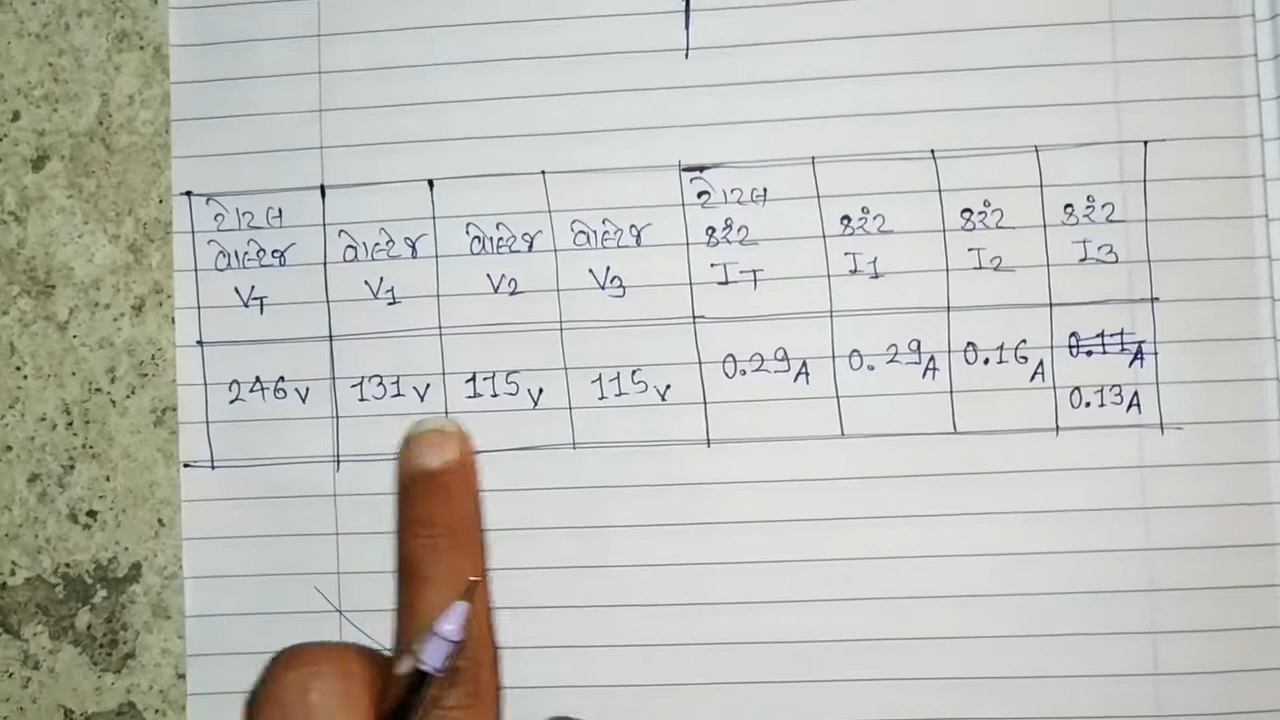 ટોટલ
વોલ્ટેજ
VT
વોલ્ટેજ
V1
વોલ્ટેજ
V2
વોલ્ટેજ
V3
ટોટલ
કરંટ
IT
કરંટ
I1
કરંટ
I2
કરંટ
I3
246V
131V
115V
115V
0.29A
0.29A
0.16A
0.11A
0.13A